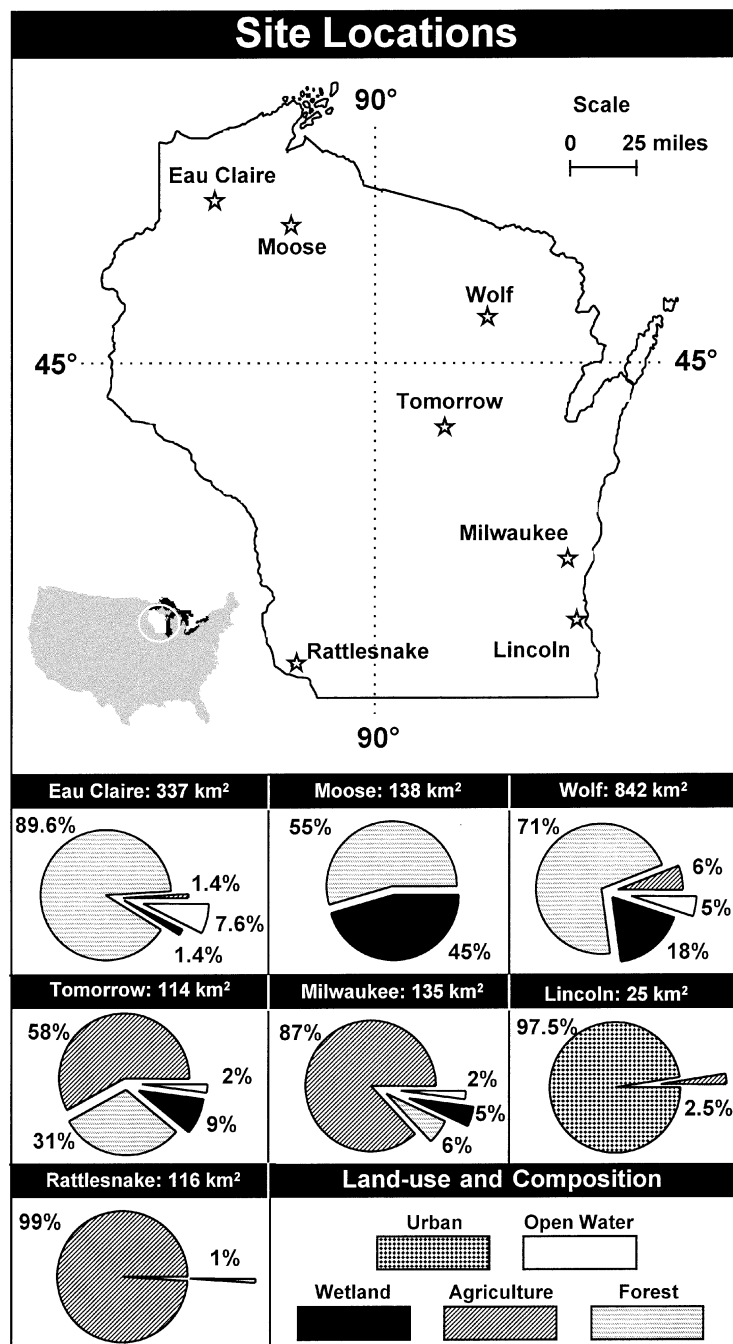 Site Locations
90°
Scale
0 25 miles
Eau Claire
Moose
Wolf
45°
45°
Tomorrow
Milwaukee
Rattlesnake
Lincoln
90°
Eau Claire: 337 km²
89.6%
1.4%
7.6%
1.4%
Moose: 138 km²
55%
45%
Wolf: 842 km²
71%
6%
5%
18%
Tomorrow: 114 km²
58%
2%
9%
31%
Milwaukee: 135 km²
87%
2%
5%
6%
Lincoln: 25 km²
97.5%
2.5%
Rattlesnake: 116 km²
99%
1%
Land-use and Composition
Urban
Open Water
Wetland
Agriculture
Forest